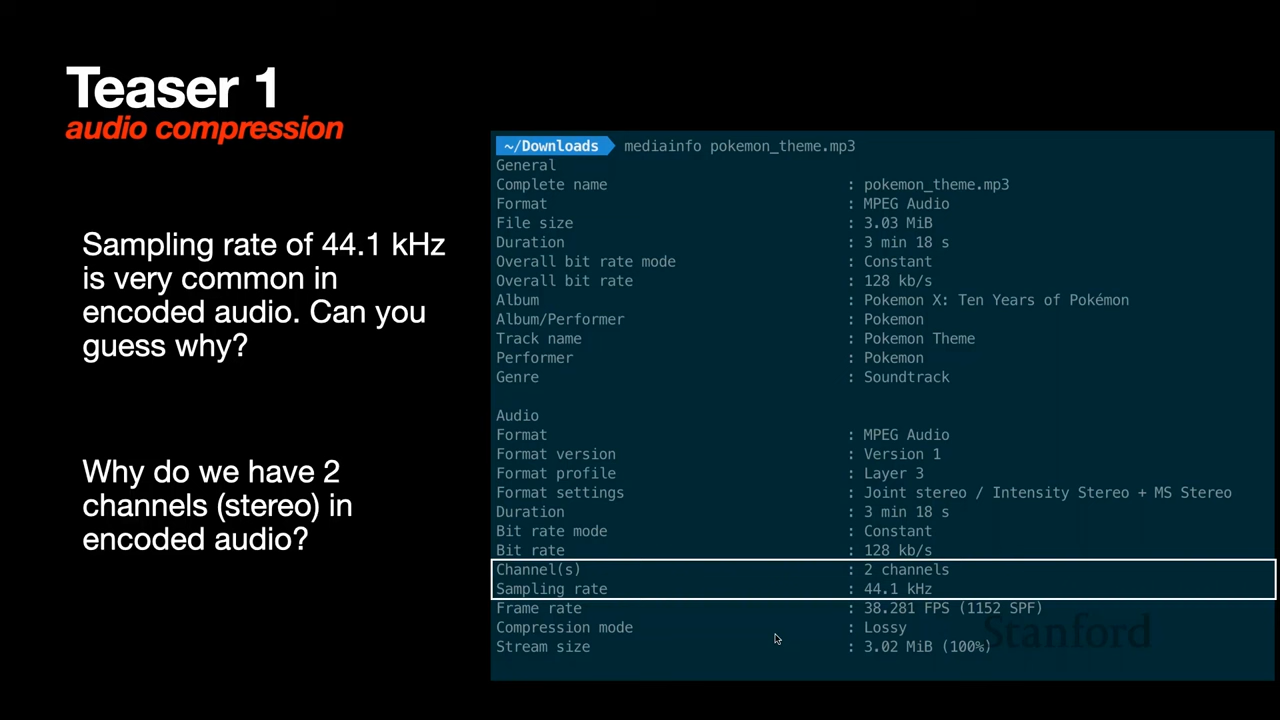 Teaser 1
audio compression
Sampling rate of 44.1 kHz
is very common in
encoded audio. Can you
guess why?
Why do we have 2
channels (stereo) in
encoded audio?
~/Downloads mediainfo pokemon_theme.mp3
General
Complete name : pokemon_theme.mp3
Format : MPEG Audio
File size : 3.03 MiB
Duration : 3 min 18 s
Overall bit rate mode : Constant
Overall bit rate : 128 kb/s
Album : Pokemon X: Ten Years of Pokémon
Album/Performer : Pokemon
Track name : Pokemon Theme
Performer : Pokemon
Genre : Soundtrack
Audio
Format : MPEG Audio
Format version : Version 1
Format profile : Layer 3
Format settings : Joint stereo / Intensity Stereo + MS Stereo
Duration : 3 min 18 s
Bit rate mode : Constant
Bit rate : 128 kb/s
Channel(s) : 2 channels
Sampling rate : 44.1 kHz
Frame rate : 38.281 FPS (1152 SPF)
Compression mode : Lossy
Stream size : 3.02 MiB (100%)
Stanford